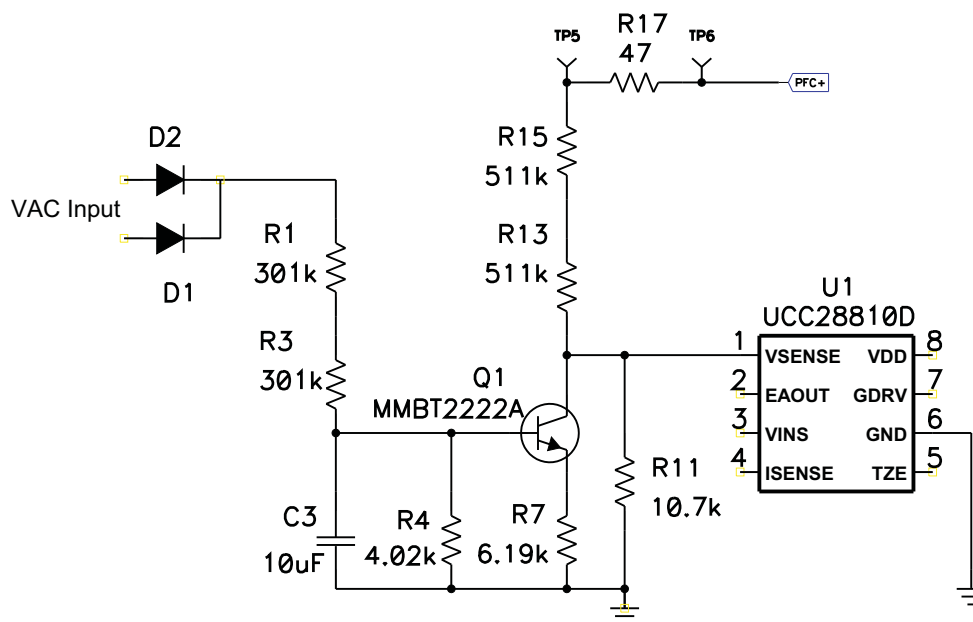 TP5
R17
47
TP6
PFC+
D2
R15
511k
VAC Input
D1
R1
301k
R13
511k
R3
301k
U1
UCC28810D
1 VSENSE VDD 8
2 EAOUT GDRV 7
3 VINS GND 6
4 ISENSE TZE 5
Q1
MMBT2222A
R11
10.7k
C3
10uF
R4
4.02k
R7
6.19k